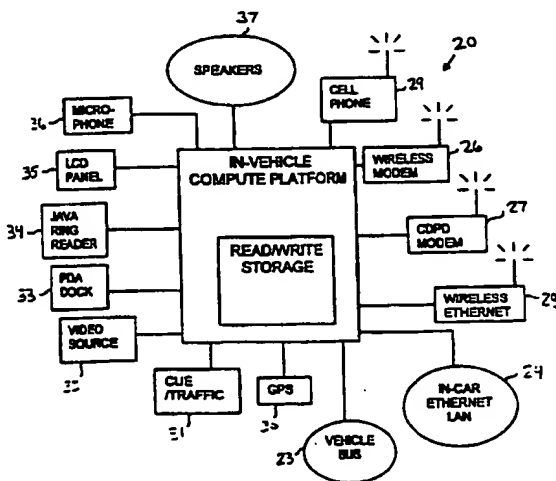 37
SPEAKERS
20
CELL
PHONE
29
MICRO-
PHONE
36
IN-VEHICLE
COMPUTE PLATFORM
WIRELESS
MODEM
26
LCD
PANEL
35
JAVA
RING
READER
34
READ/WRITE
STORAGE
CDPD
MODEM
27
PDA
DOCK
33
WIRELESS
ETHERNET
VIDEO
SOURCE
CUE
/TRAFFIC
31
GPS
30
VEHICLE
BUS
23
IN-CAR
ETHERNET
LAN
24